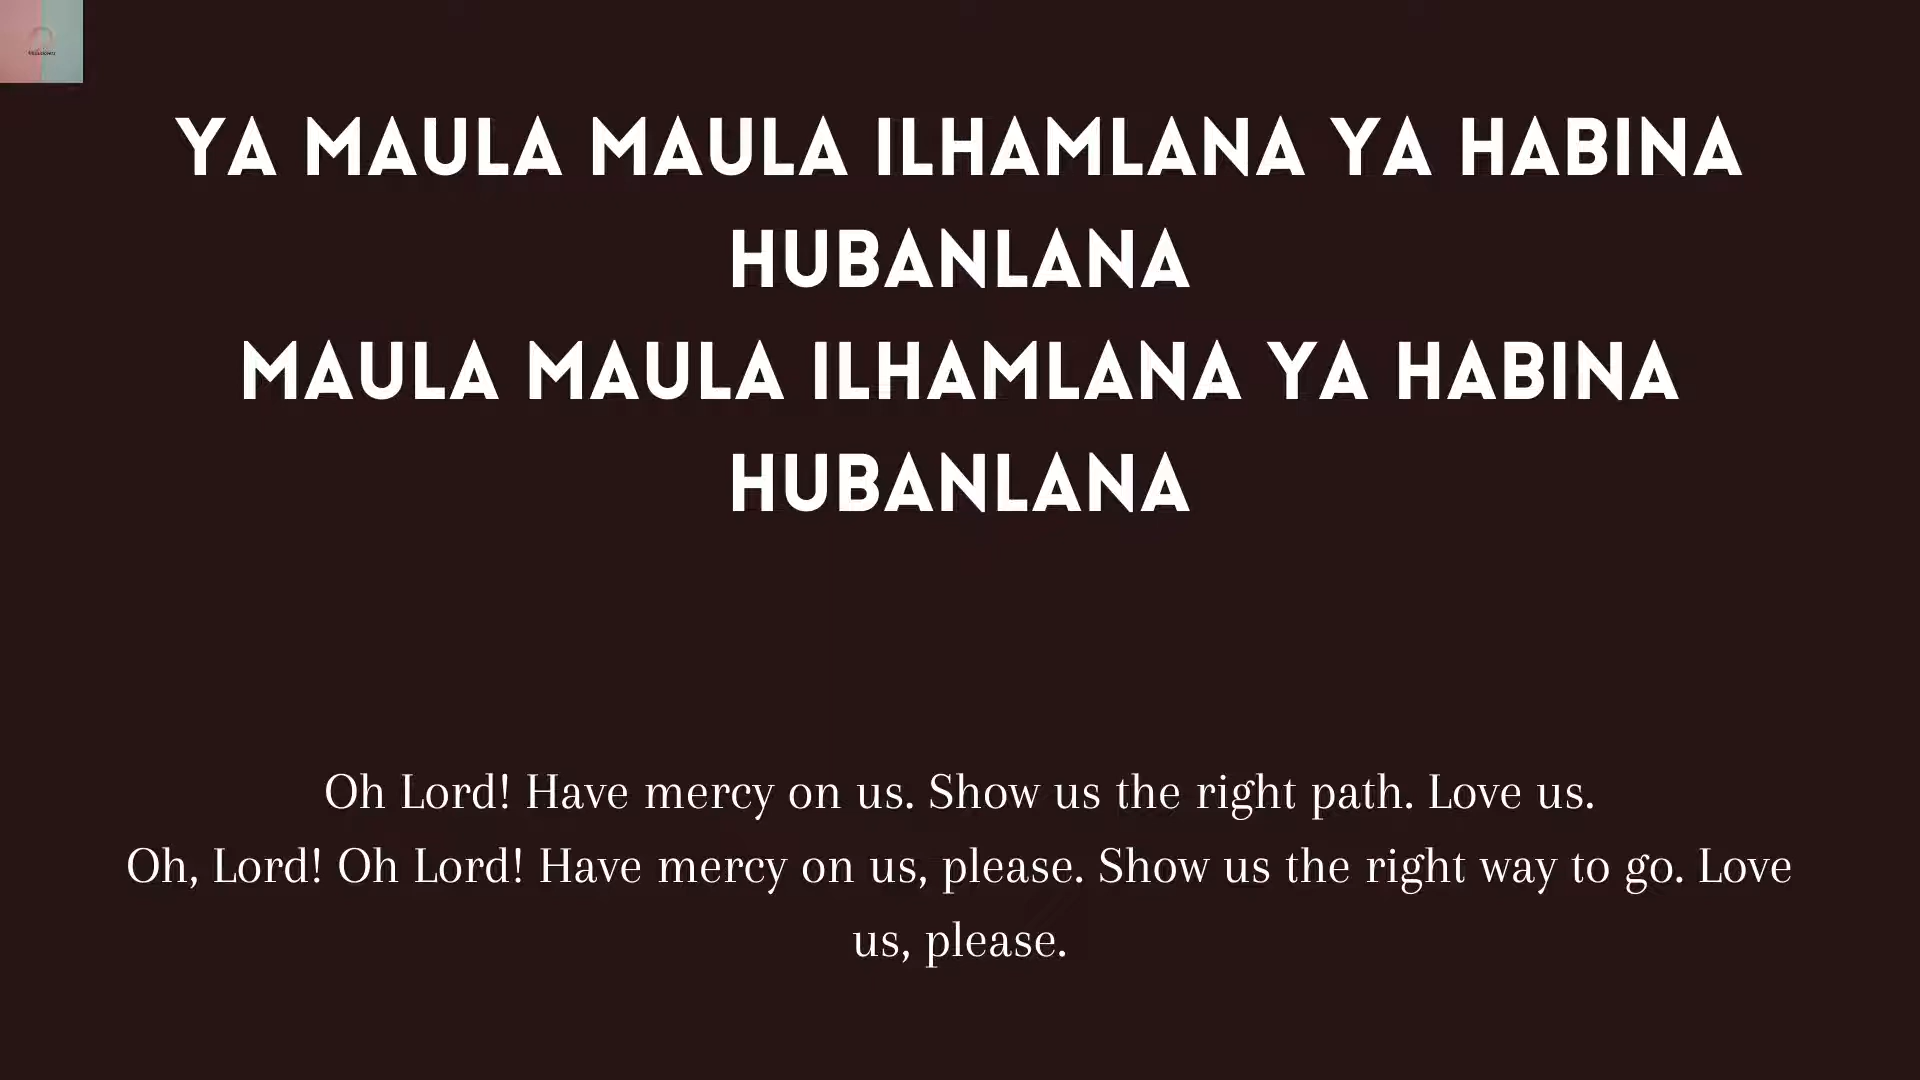 YA MAULA MAULA ILHAMLANA YA HABINA
HUBANLANA
MAULA MAULA ILHAMLANA YA HABINA
HUBANLANA
Oh Lord! Have mercy on us. Show us the right path. Love us.
Oh, Lord! Oh Lord! Have mercy on us, please. Show us the right way to go. Love
us, please.